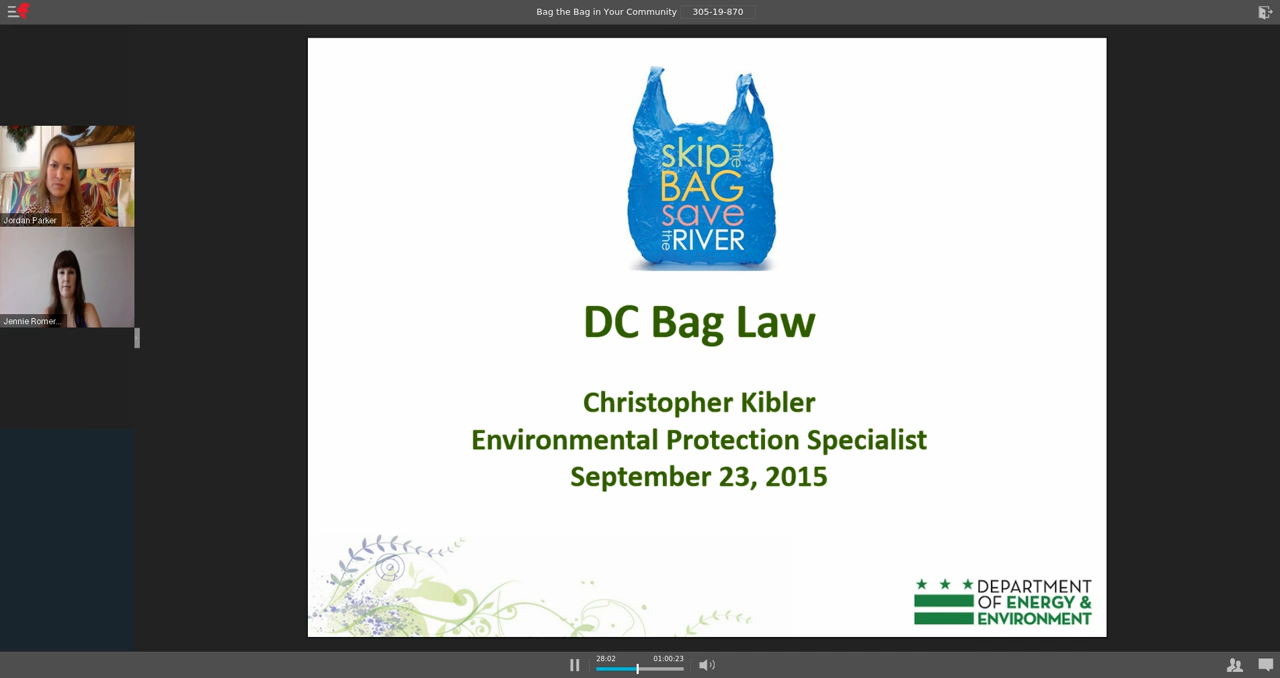 Bag the Bag in Your Community 305-19-870
Jordan Parker
Jennie Romer...
skip the
BAG
save
the RIVER
DC Bag Law
Christopher Kibler
Environmental Protection Specialist
September 23, 2015
DEPARTMENT
OF ENERGY &
ENVIRONMENT
28:02 01:00:23